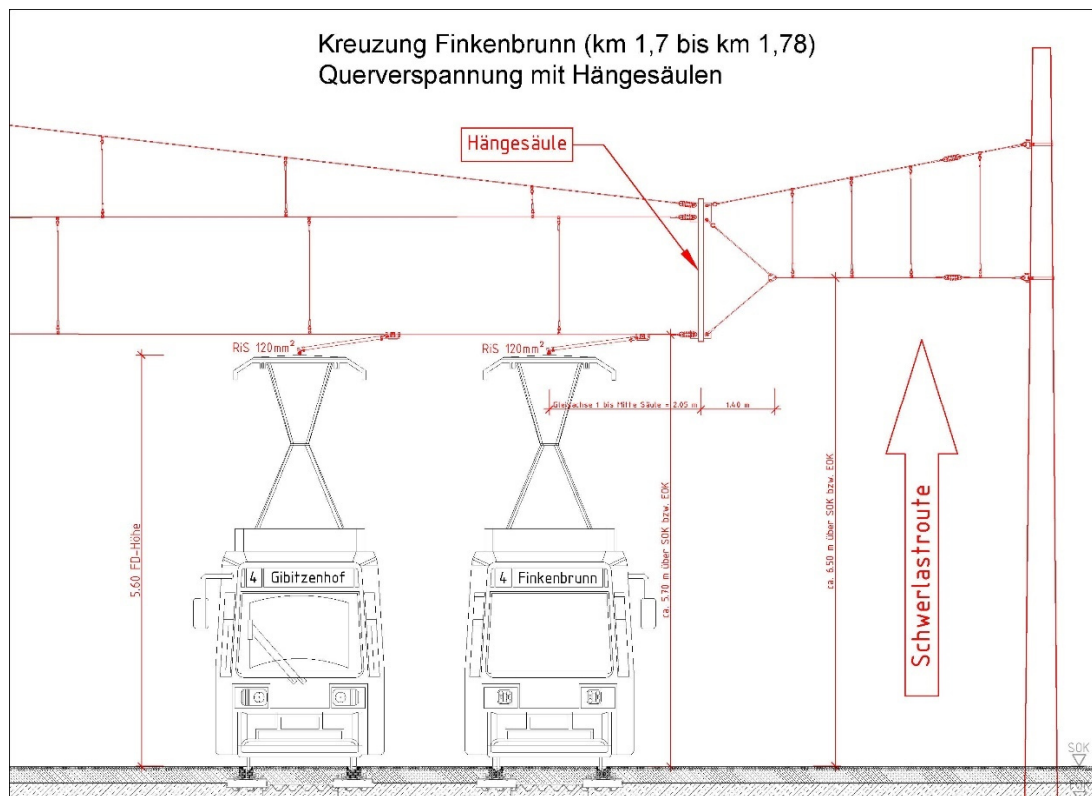 Kreuzung Finkenbrunn (km 1,7 bis km 1,78)
Querverspannung mit Hängesäulen
Hängesäule
RiS 120mm²
RiS 120mm²
Gleisachse 1 bis Mitte Säule = 2.05 m
1.40 m
5.60 FD-Höhe
ca. 5.70 m über SOK bzw. EOK
ca. 6.50 m über SOK bzw. EOK
Schwerlastroute
4 Gibitzenhof
4 Finkenbrunn
SOK